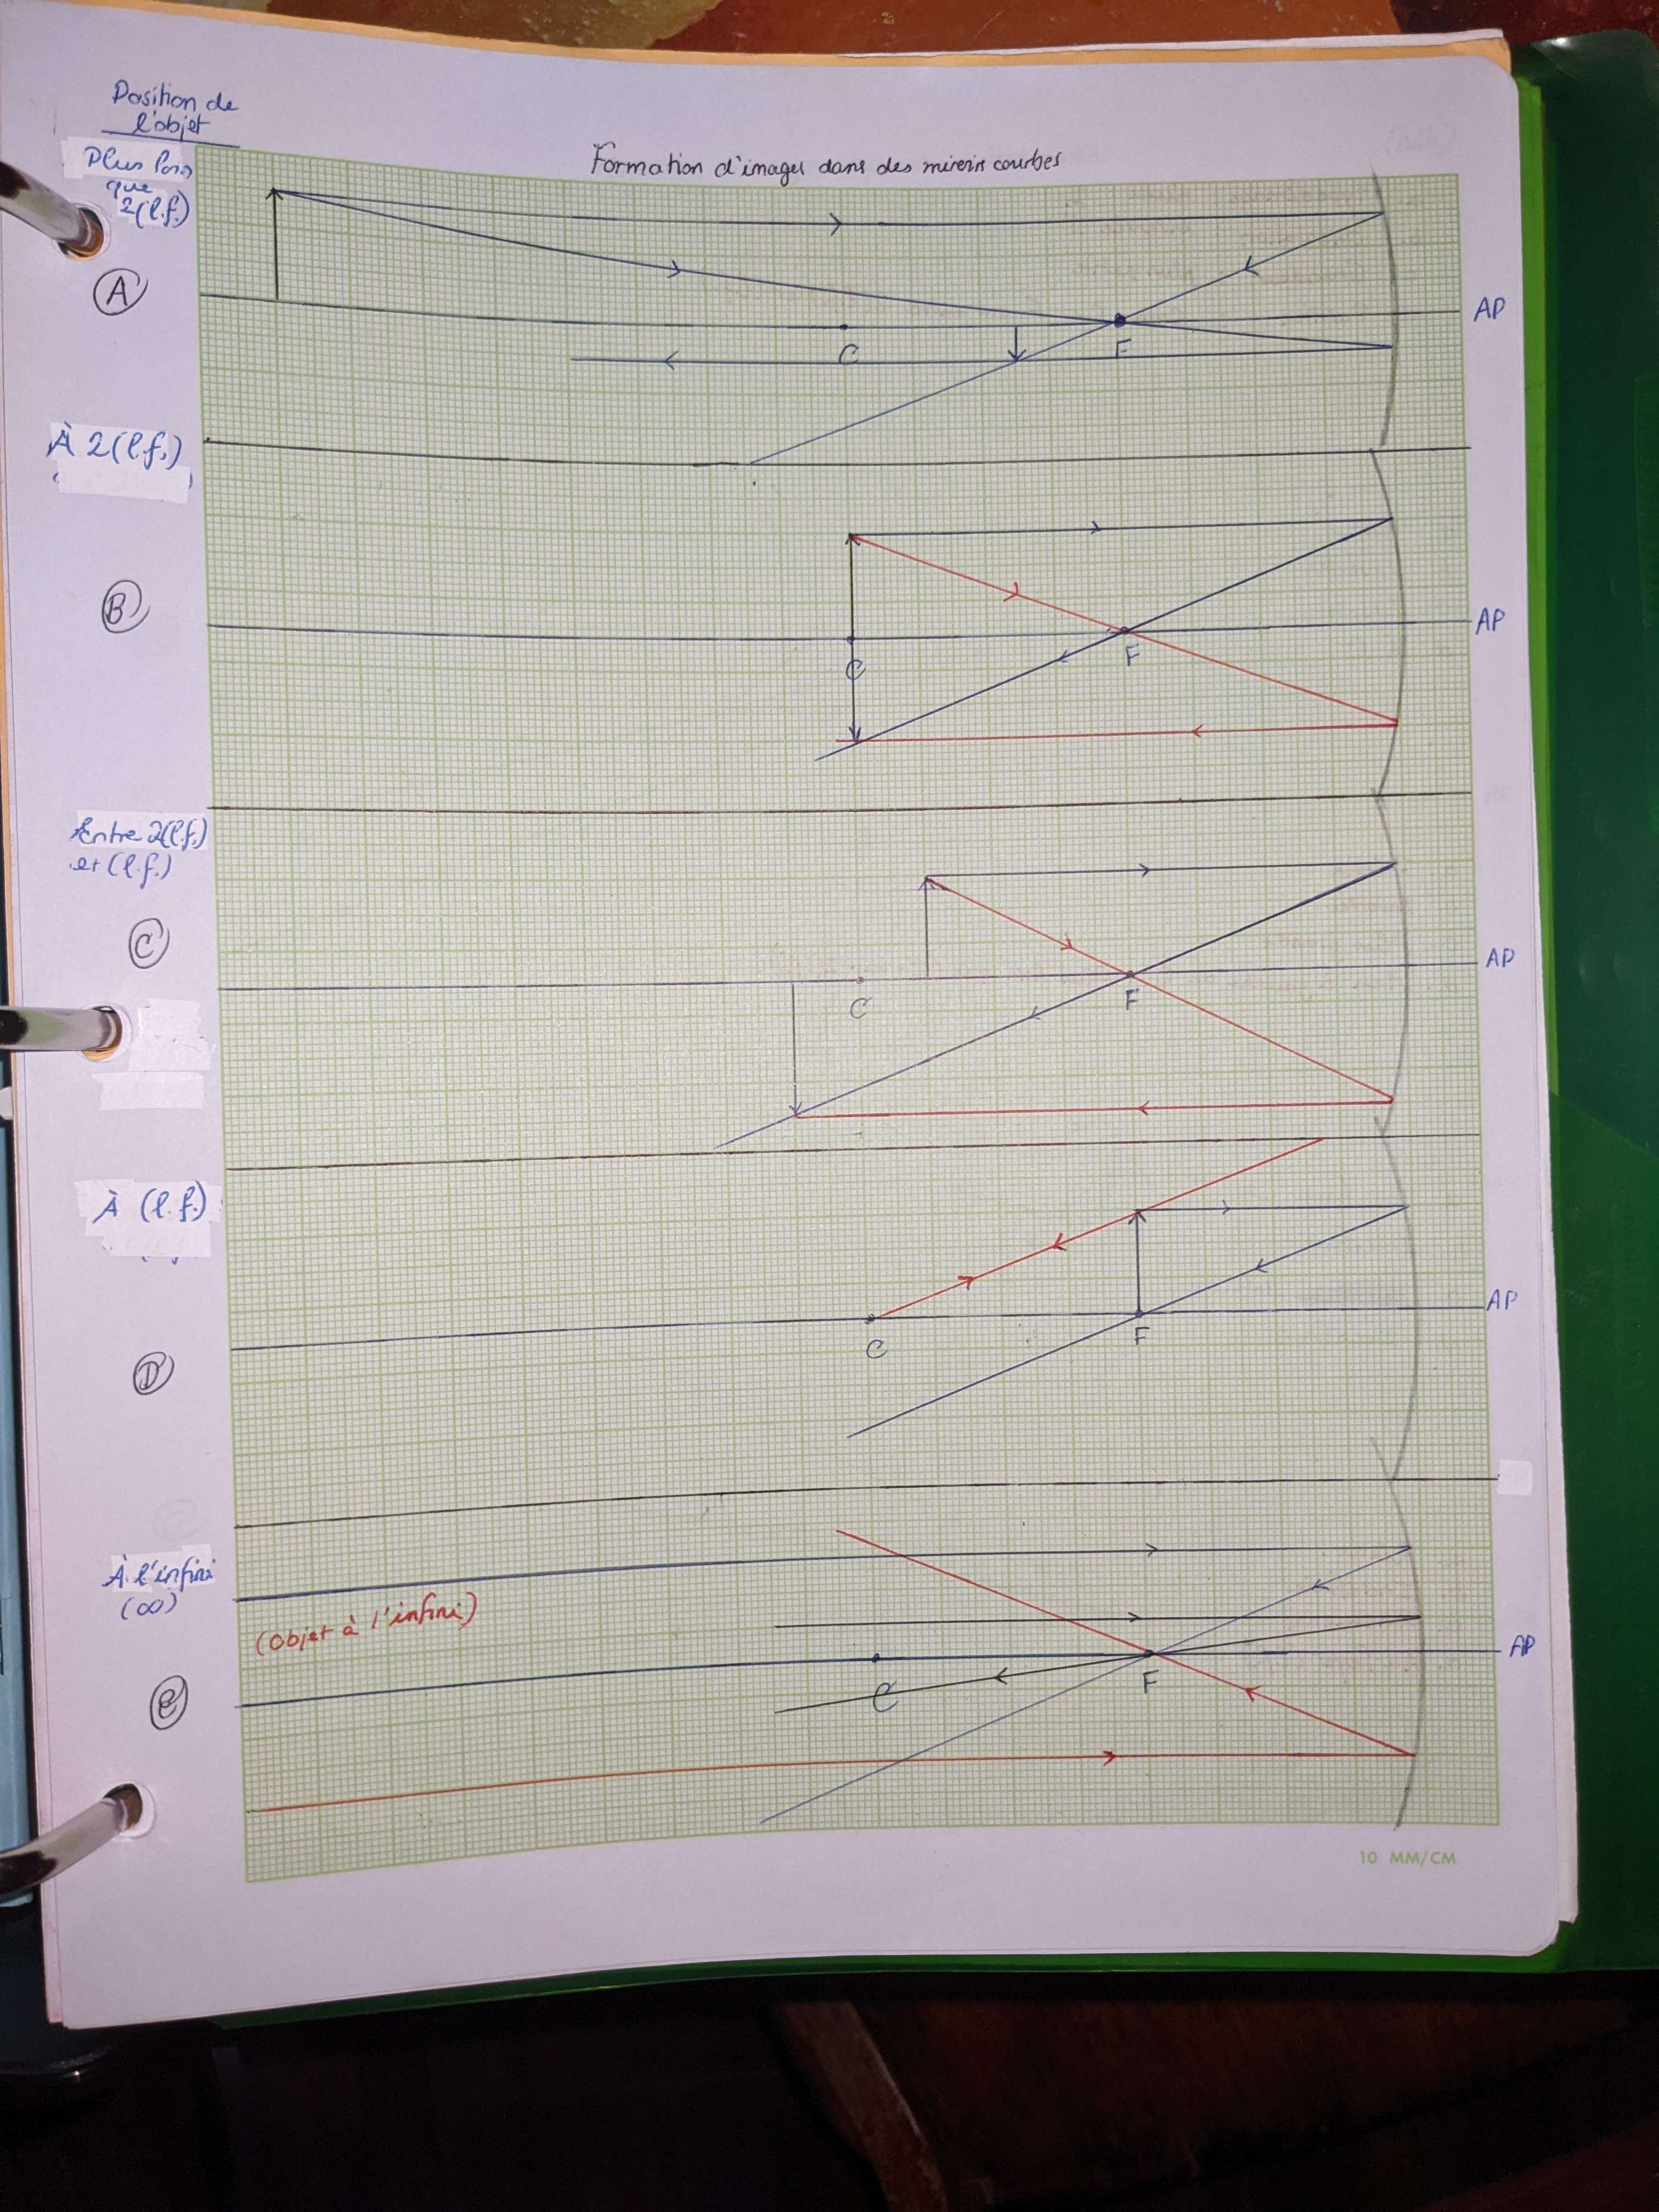 Position de
l'objet
Formation d'images dans des miroirs courbes
Plus loin
que
2(l.f.)
A
AP
C
F
À 2(l.f.)
B
AP
C
F
Entre 2(l.f.)
et (l.f.)
C
AP
C
F
À (l.f.)
D
AP
C
F
À l'infini
(∞)
(Objet à l'infini)
E
AP
C
F
10 MM/CM